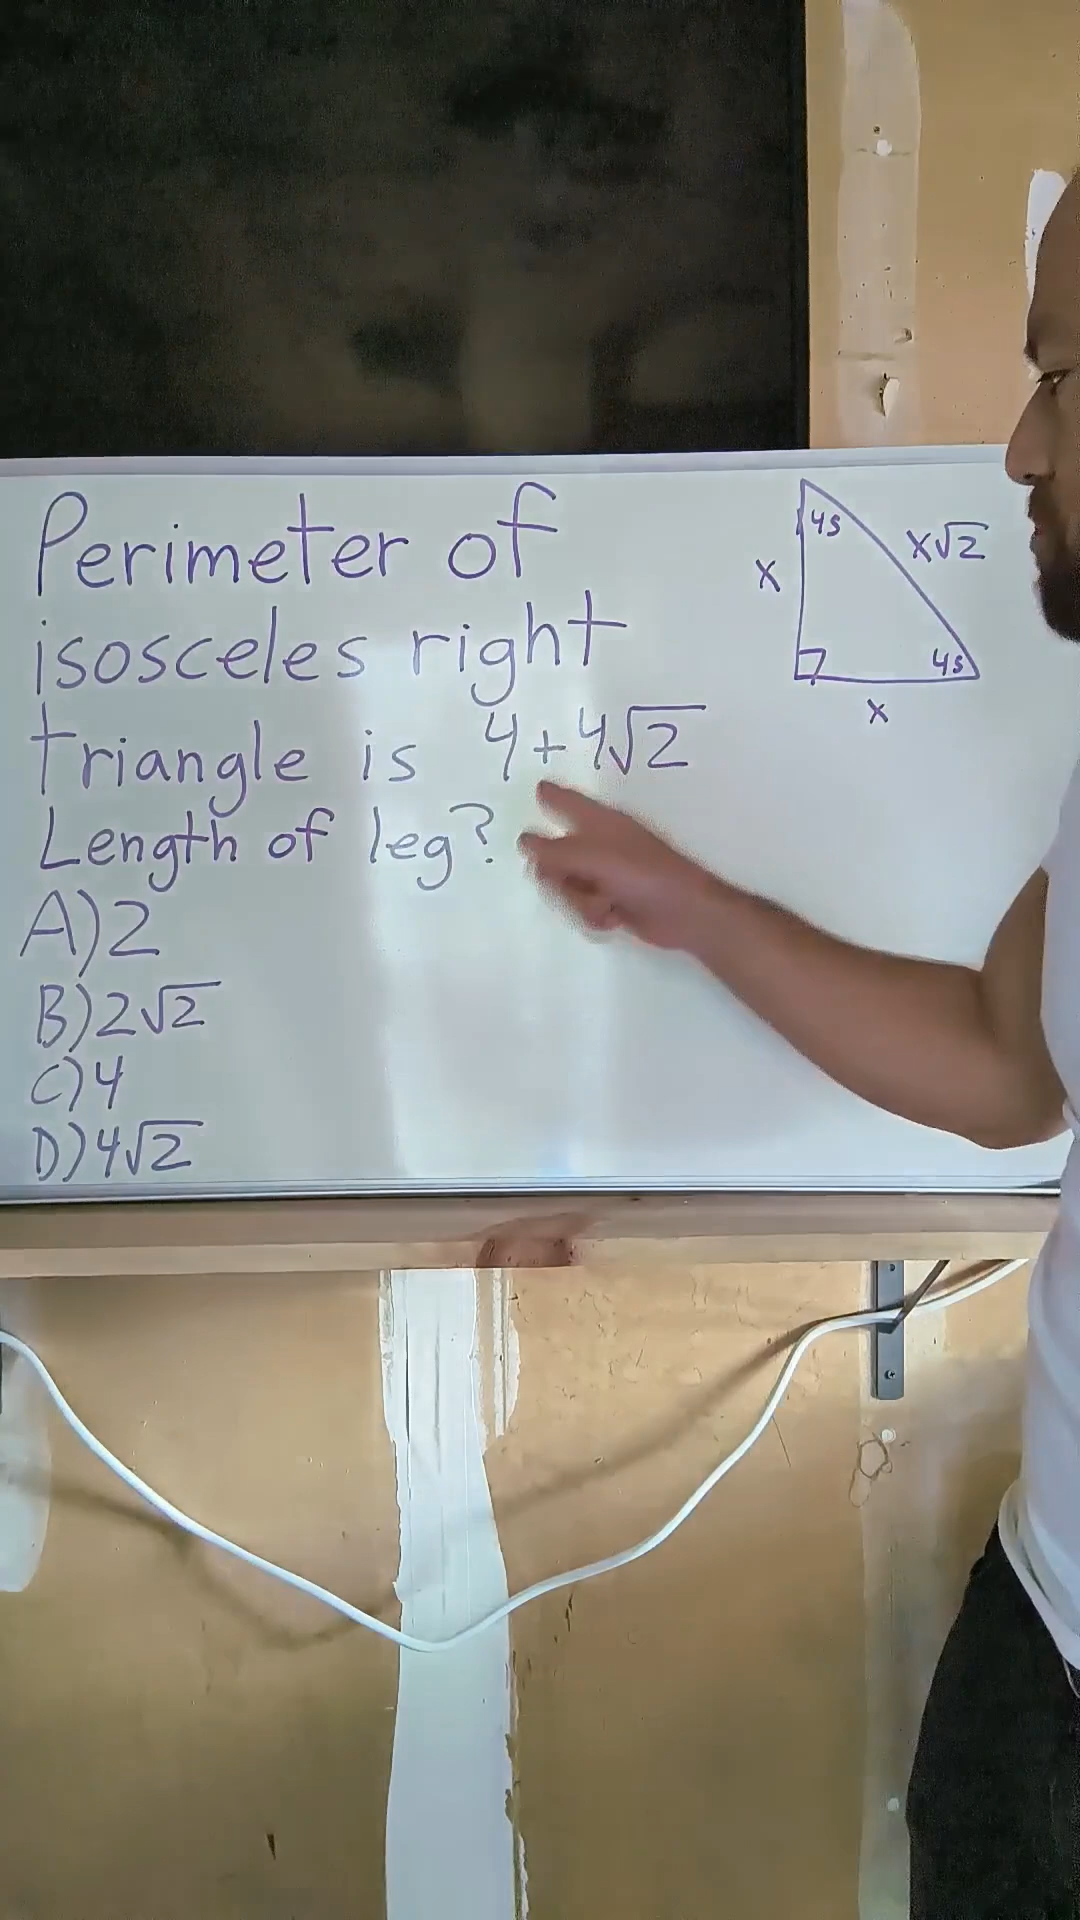 Perimeter of
isosceles right
triangle is 4+4√2
Length of leg?
A)2
B)2√2
C)4
D)4√2
45
x√2
x
45
x